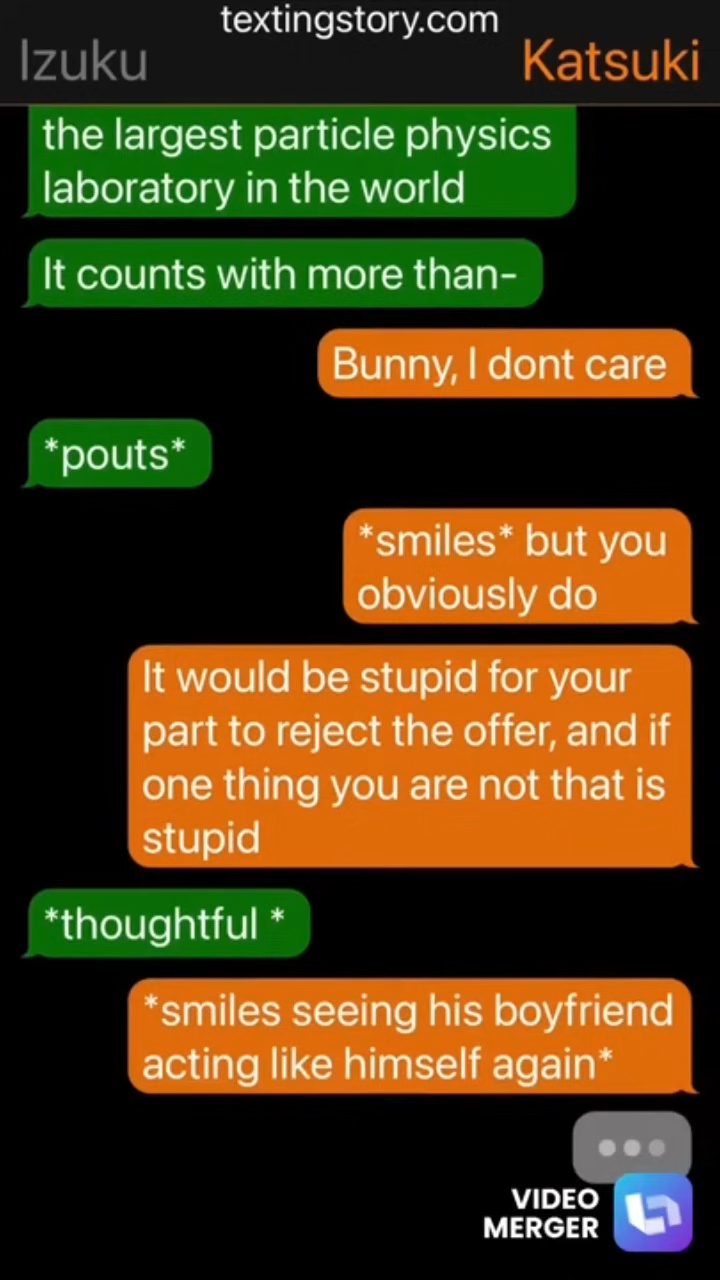 textingstory.com
Izuku
Katsuki
the largest particle physics
laboratory in the world
It counts with more than-
Bunny, I dont care
*pouts*
*smiles* but you
obviously do
It would be stupid for your
part to reject the offer, and if
one thing you are not that is
stupid
*thoughtful *
*smiles seeing his boyfriend
acting like himself again*
VIDEO
MERGER